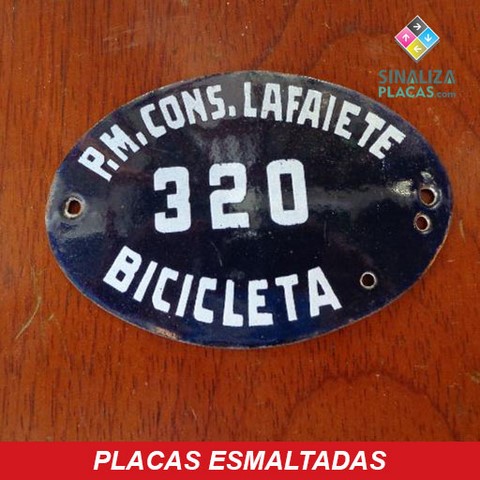 SINALIZA
PLACAS.com
P.M. CONS. LAFAIETE
320
BICICLETA
PLACAS ESMALTADAS